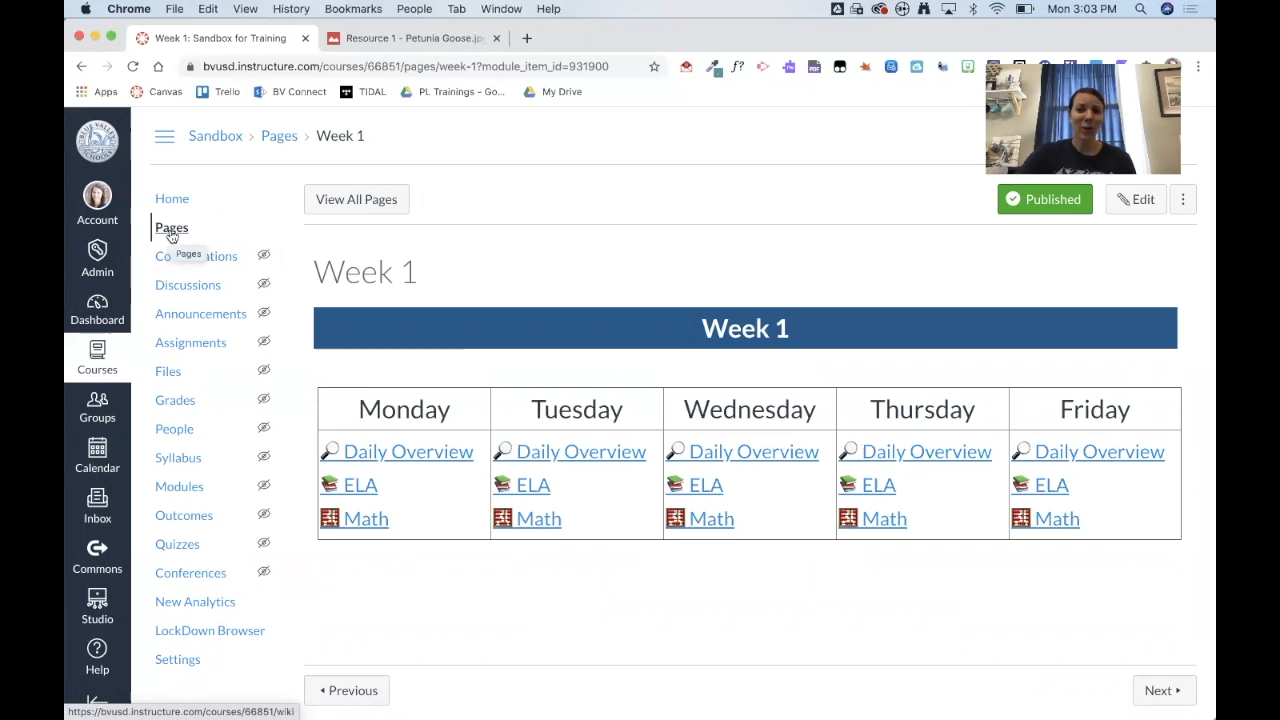 Chrome File Edit View History Bookmarks People Tab Window Help Mon 3:03 PM
Week 1: Sandbox for Training × Resource 1 - Petunia Goose.jp × +
bvusd.instructure.com/courses/66851/pages/week-1?module_item_id=931900
Apps Canvas Trello BV Connect TIDAL PL Trainings - Go... My Drive
Sandbox › Pages › Week 1
Account
Admin
Dashboard
Courses
Groups
Calendar
Inbox
Commons
Studio
Help
Home
Pages
Pages
Discussions
Announcements
Assignments
Files
Grades
People
Syllabus
Modules
Outcomes
Quizzes
Conferences
New Analytics
LockDown Browser
Settings
View All Pages Published Edit
Week 1
Week 1
Monday Tuesday Wednesday Thursday Friday
Daily Overview Daily Overview Daily Overview Daily Overview Daily Overview
ELA ELA ELA ELA ELA
Math Math Math Math Math
Previous Next
https://bvusd.instructure.com/courses/66851/wiki